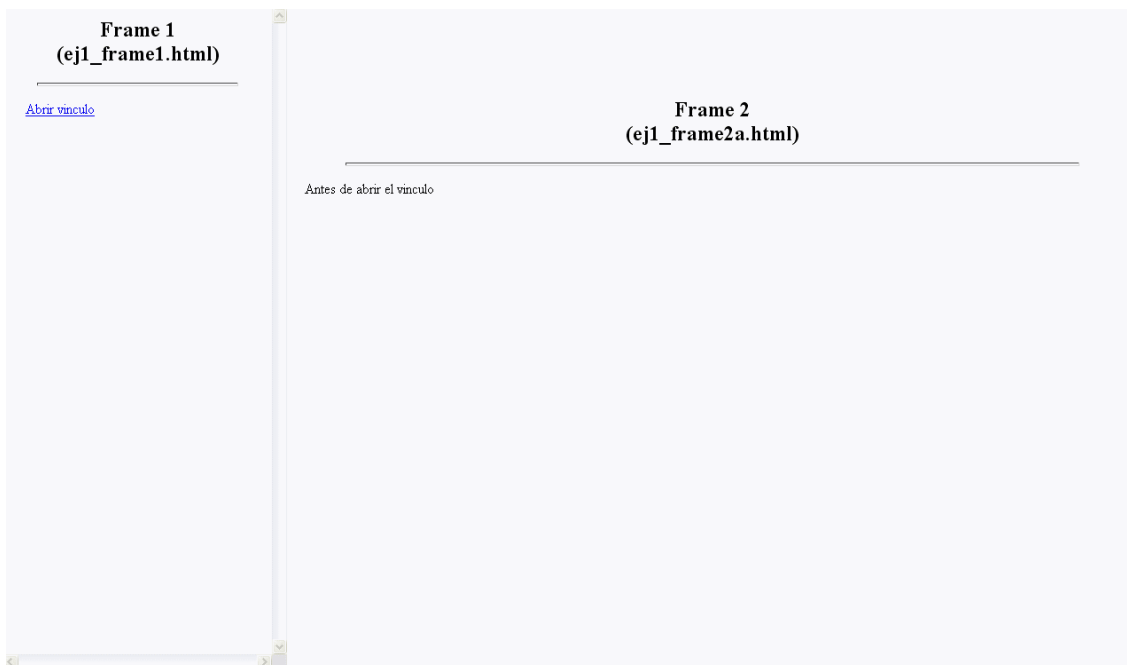 Frame 1
(ej1_frame1.html)
Abrir vinculo
Frame 2
(ej1_frame2a.html)
Antes de abrir el vinculo